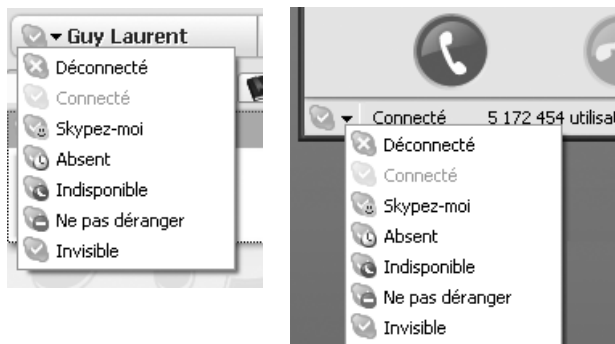 Guy Laurent
Déconnecté
Connecté
Skypez-moi
Absent
Indisponible
Ne pas déranger
Invisible
Connecté 5 172 454 utilisat
Déconnecté
Connecté
Skypez-moi
Absent
Indisponible
Ne pas déranger
Invisible